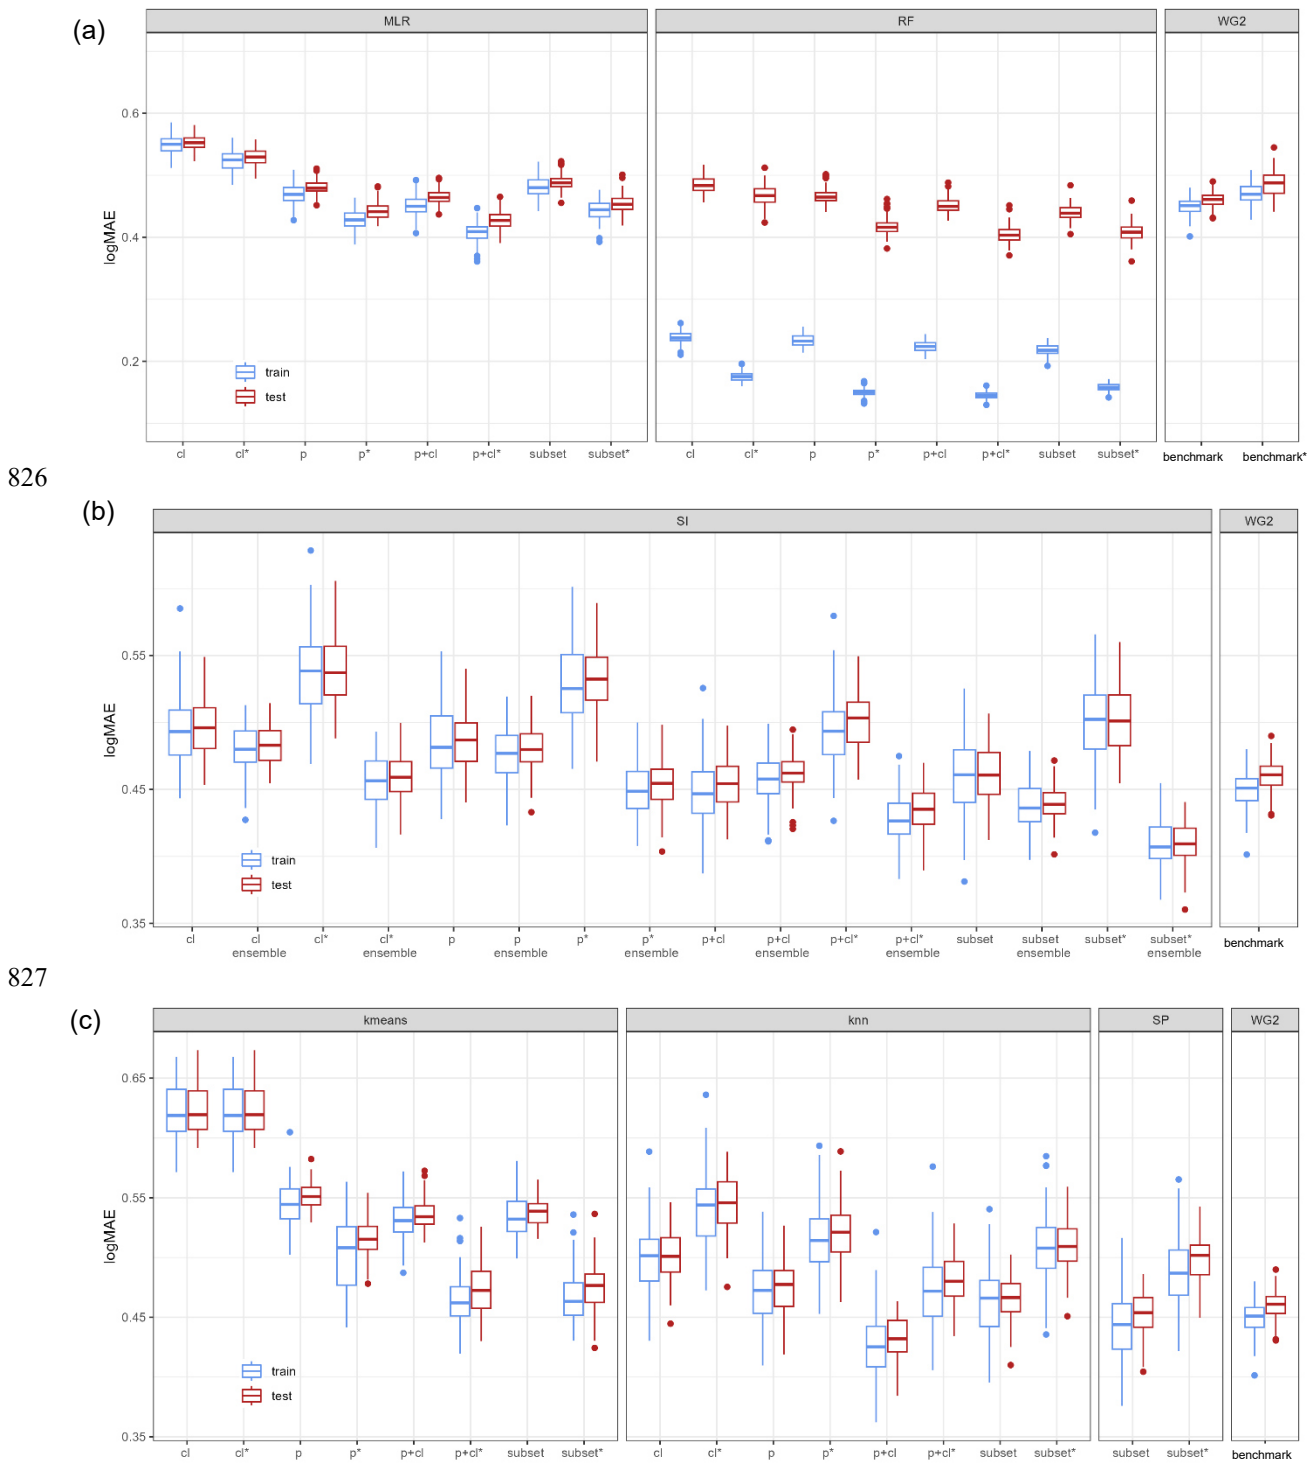 (a)
MLR RF WG2
0.6
0.4
0.2
logMAE
train
test
cl cl* p p* p+cl p+cl* subset subset* cl cl* p p* p+cl p+cl* subset subset* benchmark benchmark*
826
(b)
SI WG2
0.55
0.45
0.35
logMAE
train
test
cl cl cl* cl* p p p* p* p+cl p+cl p+cl* p+cl* subset subset subset* subset* benchmark
ensemble ensemble ensemble ensemble ensemble ensemble ensemble ensemble
827
(c)
kmeans knn SP WG2
0.65
0.55
0.45
0.35
logMAE
train
test
cl cl* p p* p+cl p+cl* subset subset* cl cl* p p* p+cl p+cl* subset subset* subset subset* benchmark